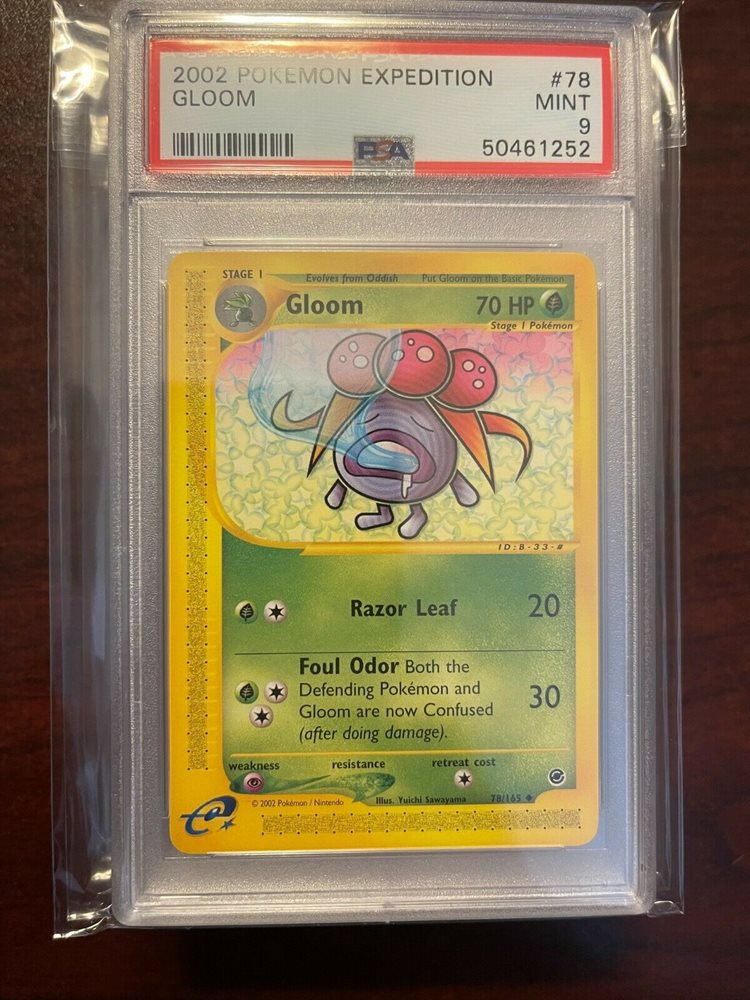 2002 POKEMON EXPEDITION #78
GLOOM MINT
9
PSA 50461252
STAGE 1 Evolves from Oddish Put Gloom on the Basic Pokémon
Gloom 70 HP
Stage 1 Pokémon
ID:B-33-#
Razor Leaf 20
Foul Odor Both the
Defending Pokémon and
Gloom are now Confused
(after doing damage).
30
weakness resistance retreat cost
© 2002 Pokémon / Nintendo Illus. Yuichi Sawayama 78/165
e